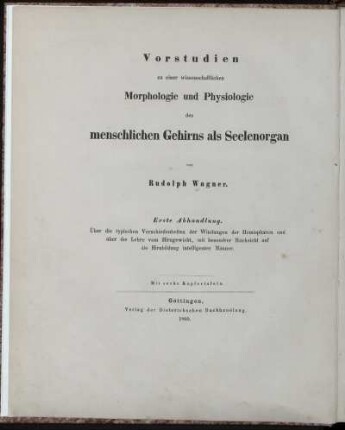 Vorstudien
zu einer wissenschaftlichen
Morphologie und Physiologie
des
menschlichen Gehirns als Seelenorgan
von
Rudolph Wagner.
Erste Abhandlung.
Über die typischen Verschiedenheiten der Windungen der Hemisphären und
über die Lehre vom Hirngewicht, mit besondrer Rücksicht auf
die Hirnbildung intelligenter Männer.
Mit sechs Kupfertafeln.
Göttingen,
Verlag der Dieterichschen Buchhandlung.
1860.